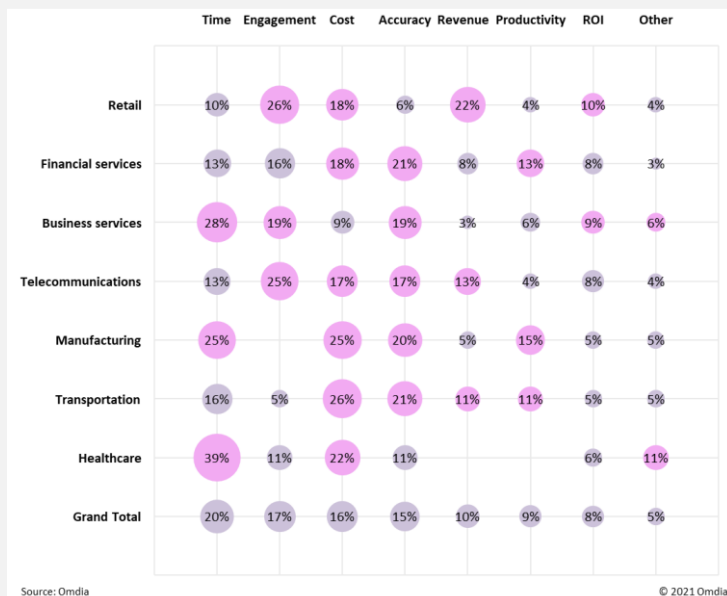 Time Engagement Cost Accuracy Revenue Productivity ROI Other
Retail 10% 26% 18% 6% 22% 4% 10% 4%
Financial services 13% 16% 18% 21% 8% 13% 8% 3%
Business services 28% 19% 9% 19% 3% 6% 9% 6%
Telecommunications 13% 25% 17% 17% 13% 4% 8% 4%
Manufacturing 25% 25% 20% 5% 15% 5% 5%
Transportation 16% 5% 26% 21% 11% 11% 5% 5%
Healthcare 39% 11% 22% 11% 6% 11%
Grand Total 20% 17% 16% 15% 10% 9% 8% 5%
Source: Omdia © 2021 Omdia